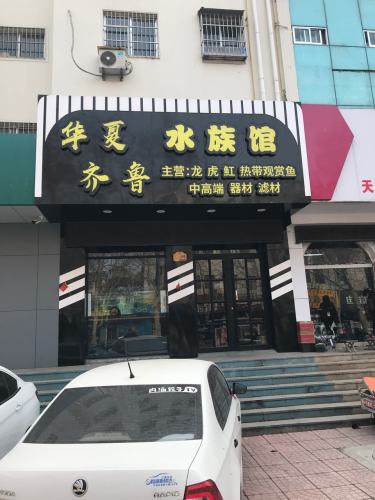 华夏 水族馆
齐鲁 主营:龙 虎 魟 热带观赏鱼
中高端 器材 滤材
天